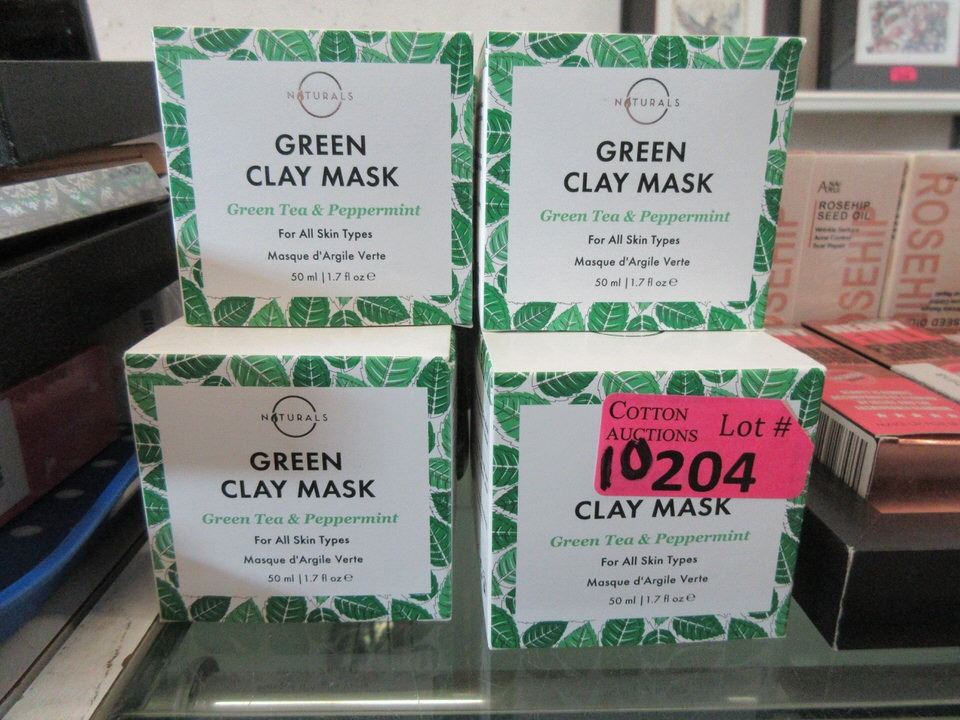 NATURALS
GREEN
CLAY MASK
Green Tea & Peppermint
For All Skin Types
Masque d'Argile Verte
50 ml | 1.7 fl oz ℮
NATURALS
GREEN
CLAY MASK
Green Tea & Peppermint
For All Skin Types
Masque d'Argile Verte
50 ml | 1.7 fl oz ℮
NATURALS
GREEN
CLAY MASK
Green Tea & Peppermint
For All Skin Types
Masque d'Argile Verte
50 ml | 1.7 fl oz ℮
COTTON
AUCTIONS
Lot #
10204
CLAY MASK
Green Tea & Peppermint
For All Skin Types
Masque d'Argile Verte
50 ml | 1.7 fl oz ℮
ROSEHIP
SEED OIL
Acne Control
Scar Repair